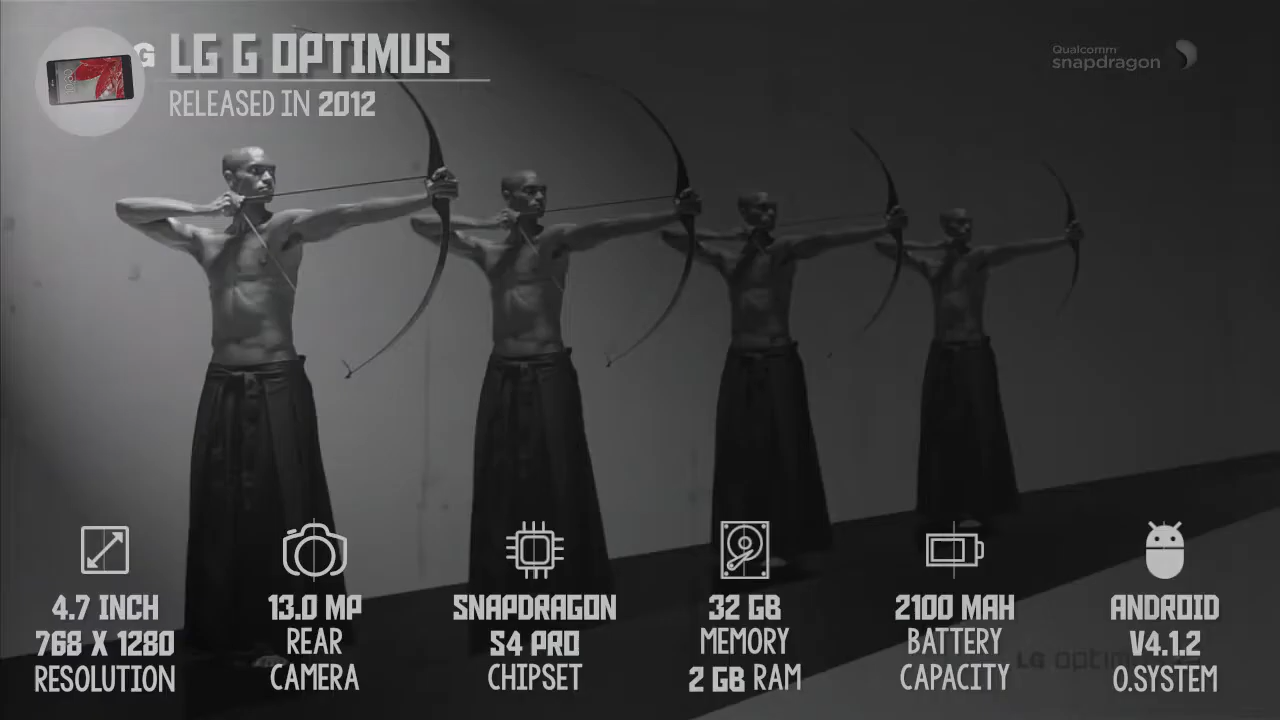 G LG G OPTIMUS
RELEASED IN 2012
Qualcomm
snapdragon
4.7 INCH
768 X 1280
RESOLUTION
13.0 MP
REAR
CAMERA
SNAPDRAGON
S4 PRO
CHIPSET
32 GB
MEMORY
2 GB RAM
2100 MAH
BATTERY
CAPACITY
ANDROID
V4.1.2
O.SYSTEM
LG